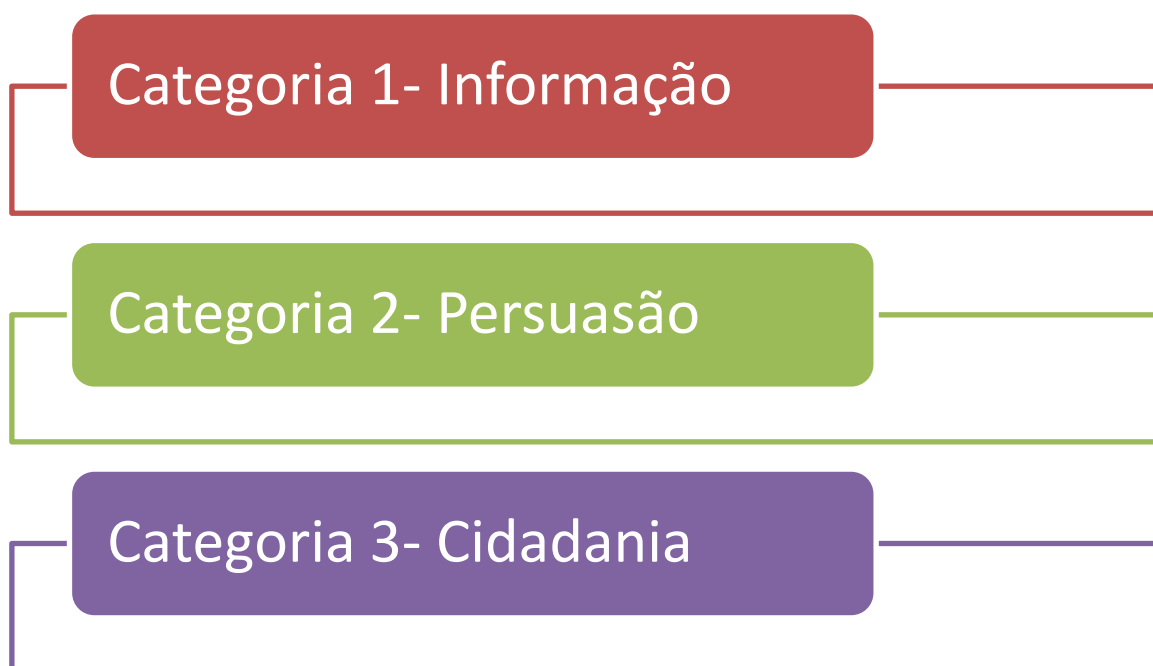 Categoria 1- Informação
Categoria 2- Persuasão
Categoria 3- Cidadania